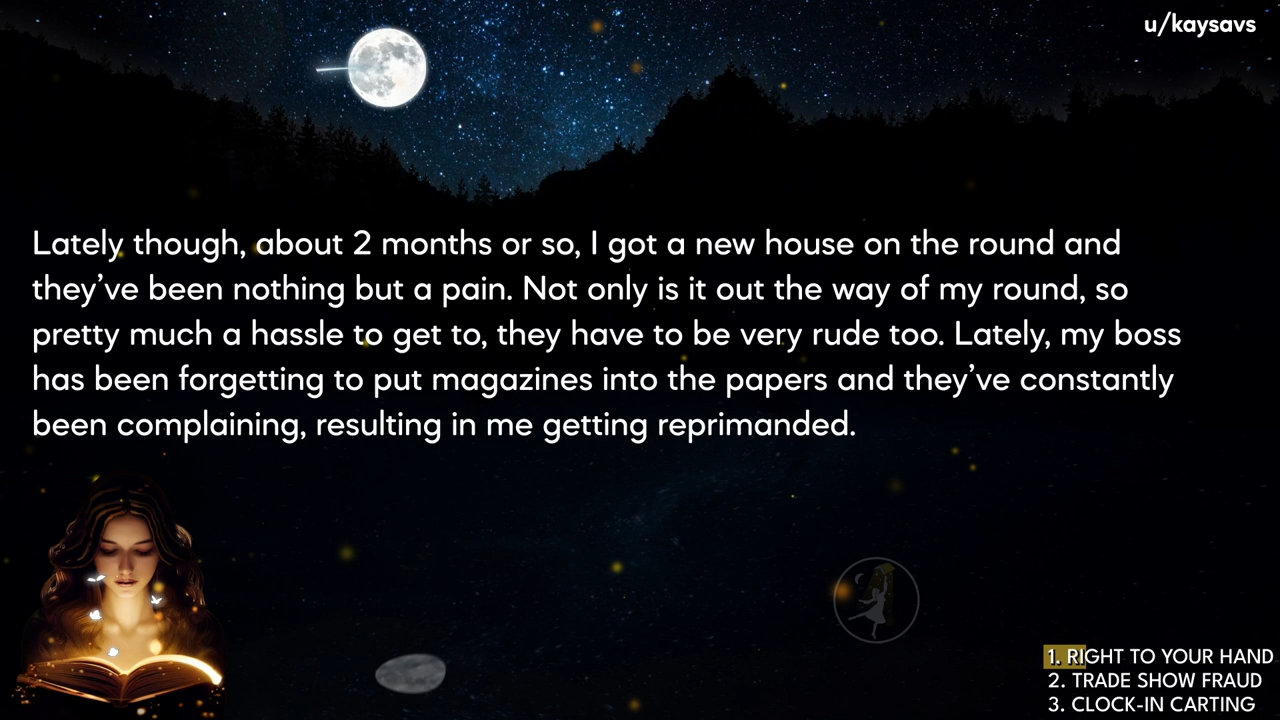 u/kaysavs
Lately though, about 2 months or so, I got a new house on the round and
they’ve been nothing but a pain. Not only is it out the way of my round, so
pretty much a hassle to get to, they have to be very rude too. Lately, my boss
has been forgetting to put magazines into the papers and they’ve constantly
been complaining, resulting in me getting reprimanded.
1. RIGHT TO YOUR HAND
2. TRADE SHOW FRAUD
3. CLOCK-IN CARTING